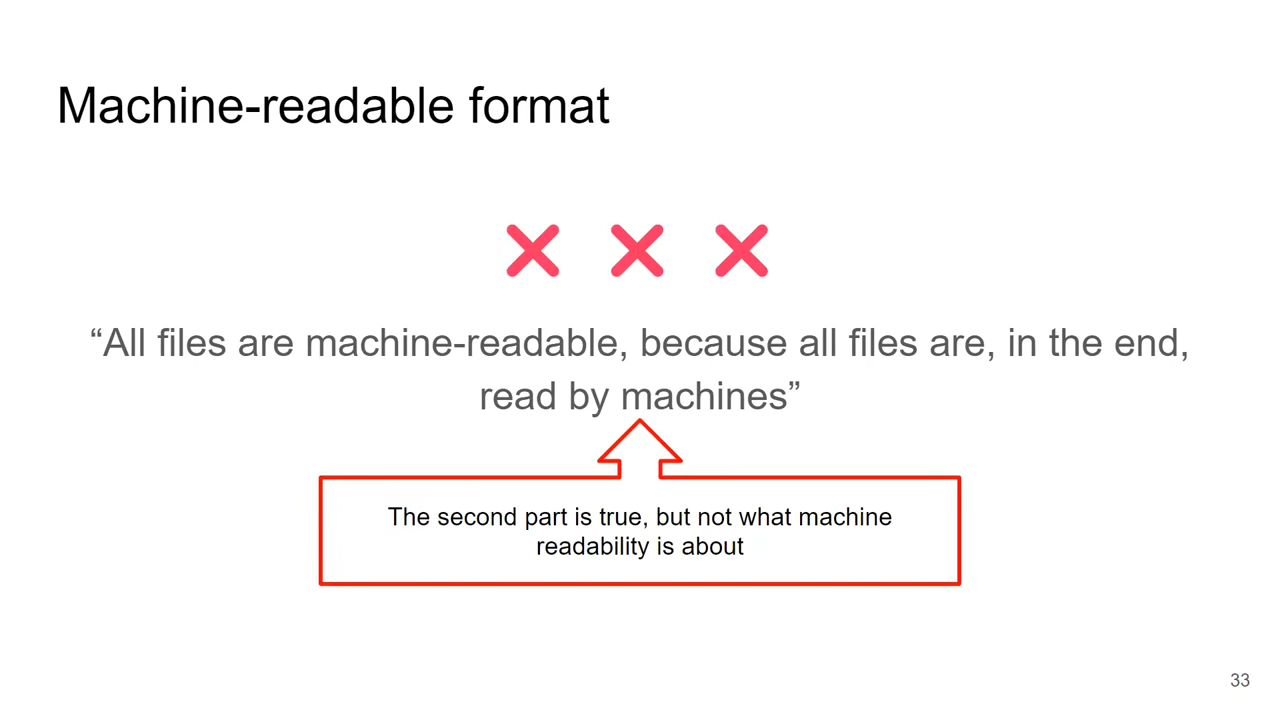 Machine-readable format
“All files are machine-readable, because all files are, in the end,
read by machines”
The second part is true, but not what machine
readability is about
33